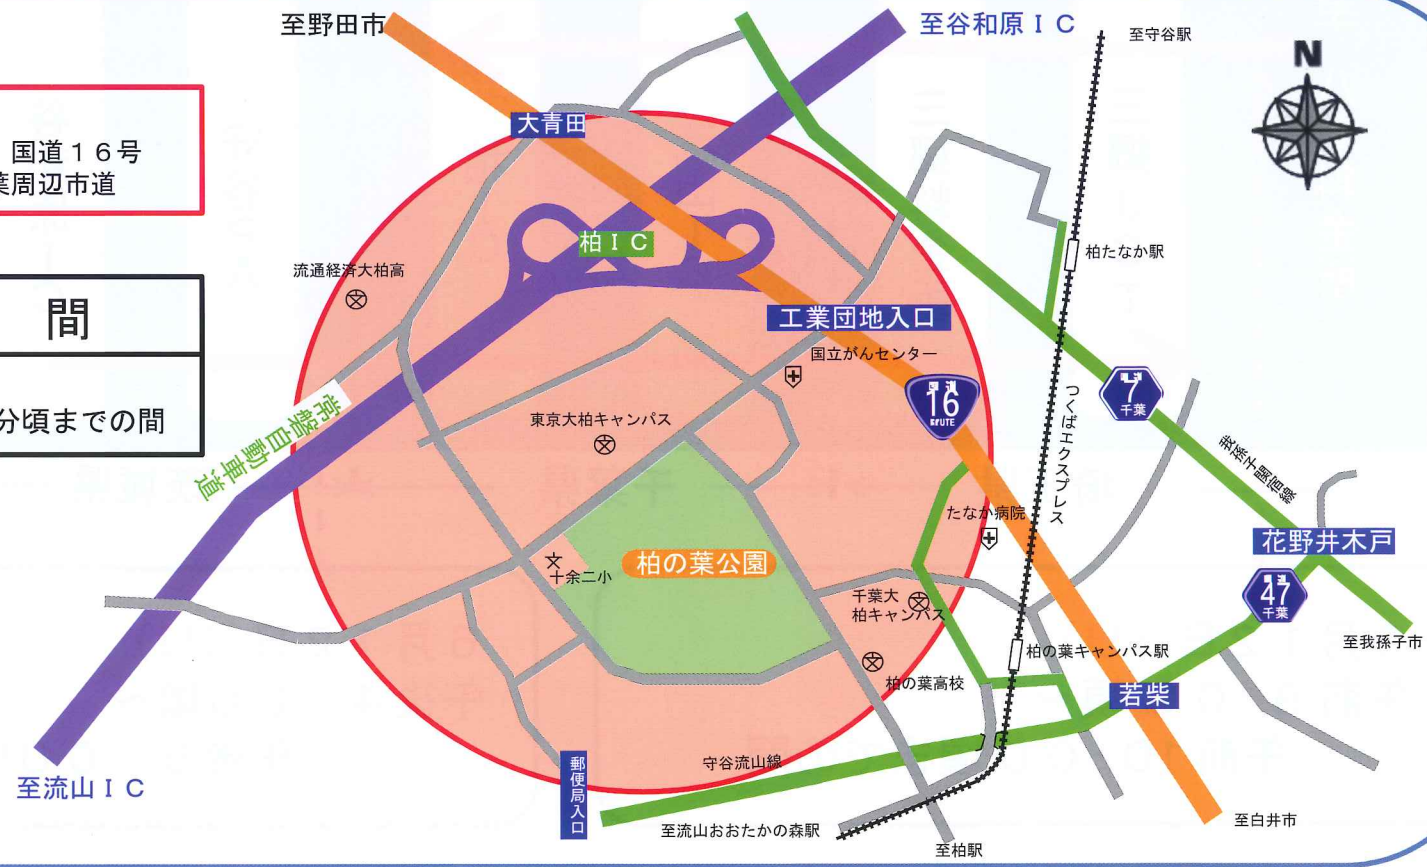 国道１６号
葉周辺市道
間
分頃までの間
至野田市
至谷和原ＩＣ
至守谷駅
N
大青田
柏ＩＣ
柏たなか駅
流通経済大柏高
工業団地入口
国立がんセンター
国道
16
ROUTE
つくばエクスプレス
国道
7
千葉
常磐自動車道
東京大柏キャンパス
我孫子関宿線
たなか病院
花野井木戸
柏の葉公園
文
十余二小
千葉大
柏キャンパス
国道
47
千葉
至我孫子市
柏の葉キャンパス駅
柏の葉高校
若柴
至流山ＩＣ
郵便局入口
守谷流山線
至流山おおたかの森駅
至白井市
至柏駅